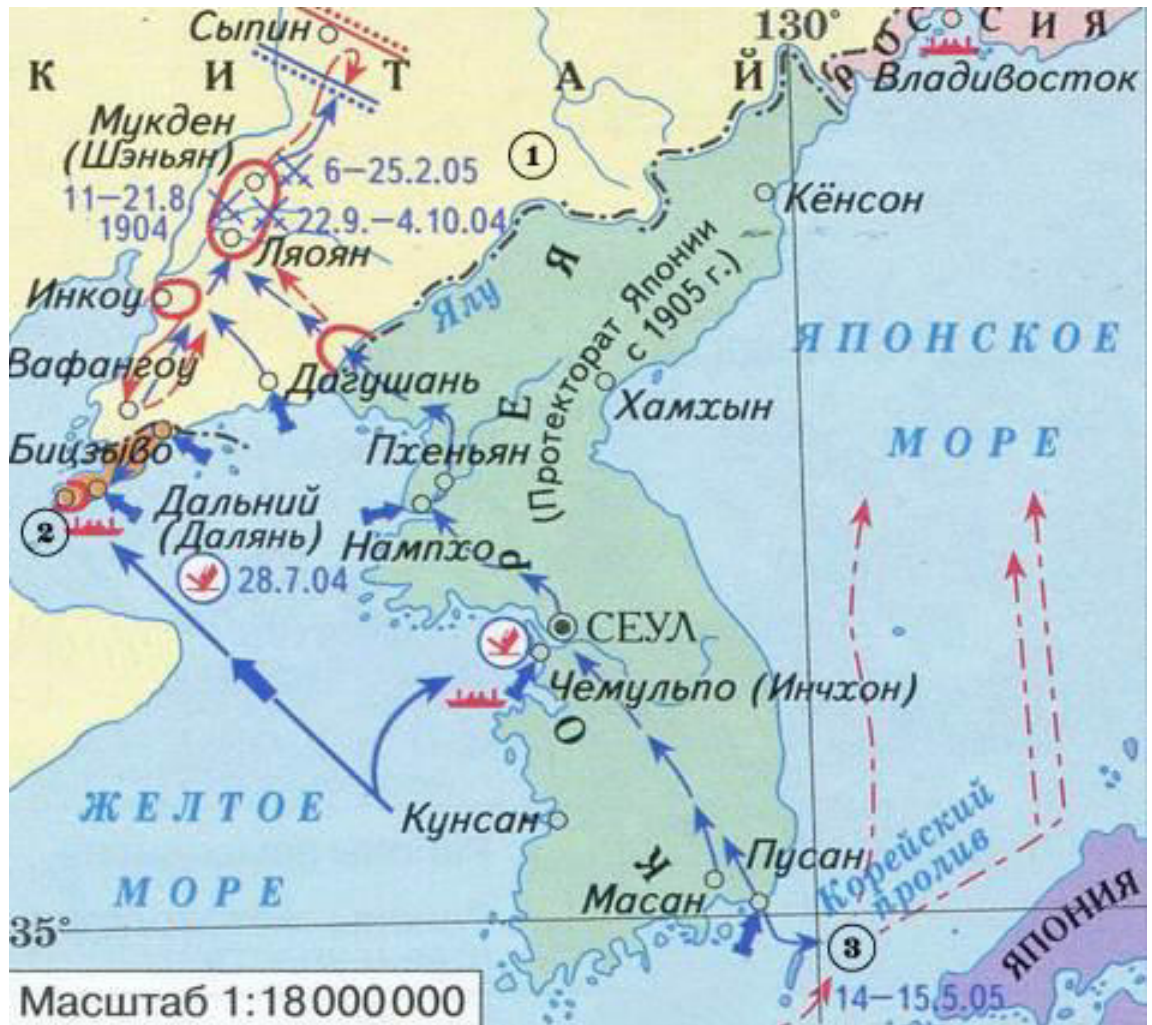 Сыпин
130°
РОССИЯ
КИТАЙ
Владивосток
Мукден
(Шэньян)
6–25.2.05
1
11–21.8
1904
22.9.–4.10.04
Кёнсон
Ляоян
Инкоу
Ялу
КОРЕЯ
(Протекторат Японии
с 1905 г.)
ЯПОНСКОЕ
МОРЕ
Вафангоу
Дагушань
Хамхын
Бицзыво
Пхеньян
Дальний
(Далянь)
2
Нампхо
28.7.04
СЕУЛ
Чемульпо (Инчхон)
ЖЕЛТОЕ
МОРЕ
Кунсан
Пусан
Масан
Корейский
пролив
35°
3
ЯПОНИЯ
14–15.5.05
Масштаб 1:18 000 000